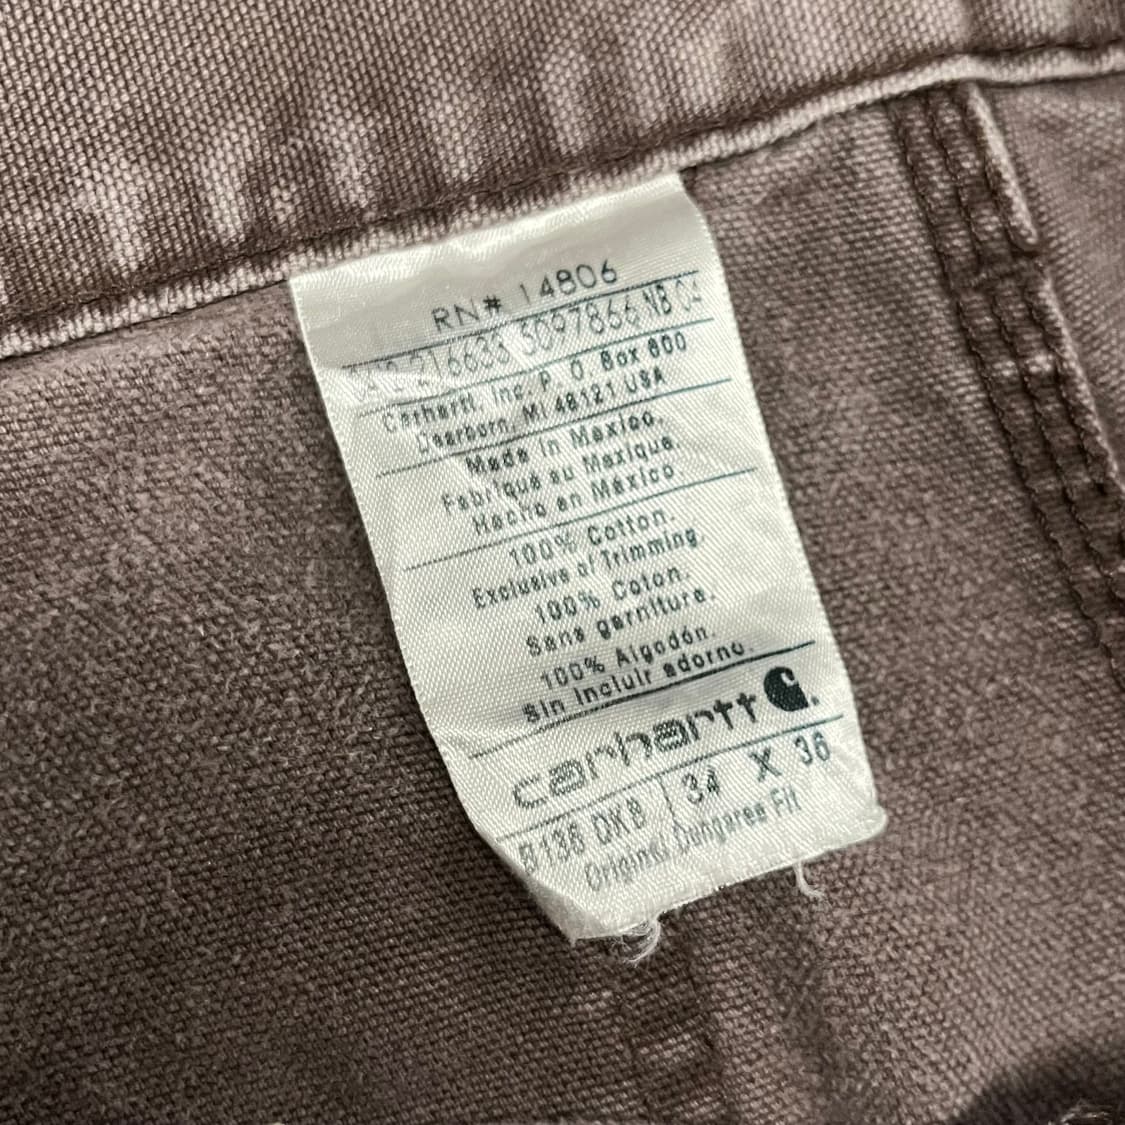 RN# 14806
216633 5097866 NB 04
Carhartt, Inc. P. O. Box 600
Dearborn, MI 48121 USA
Made in Mexico.
Fabriqué au Mexique.
Hecho en México
100% Cotton.
Exclusive of Trimming.
100% Coton.
Sans garniture.
100% Algodón.
Sin Incluir adorno.
carhartt
B136 DKB 34 X 36
Original Dungaree Fit